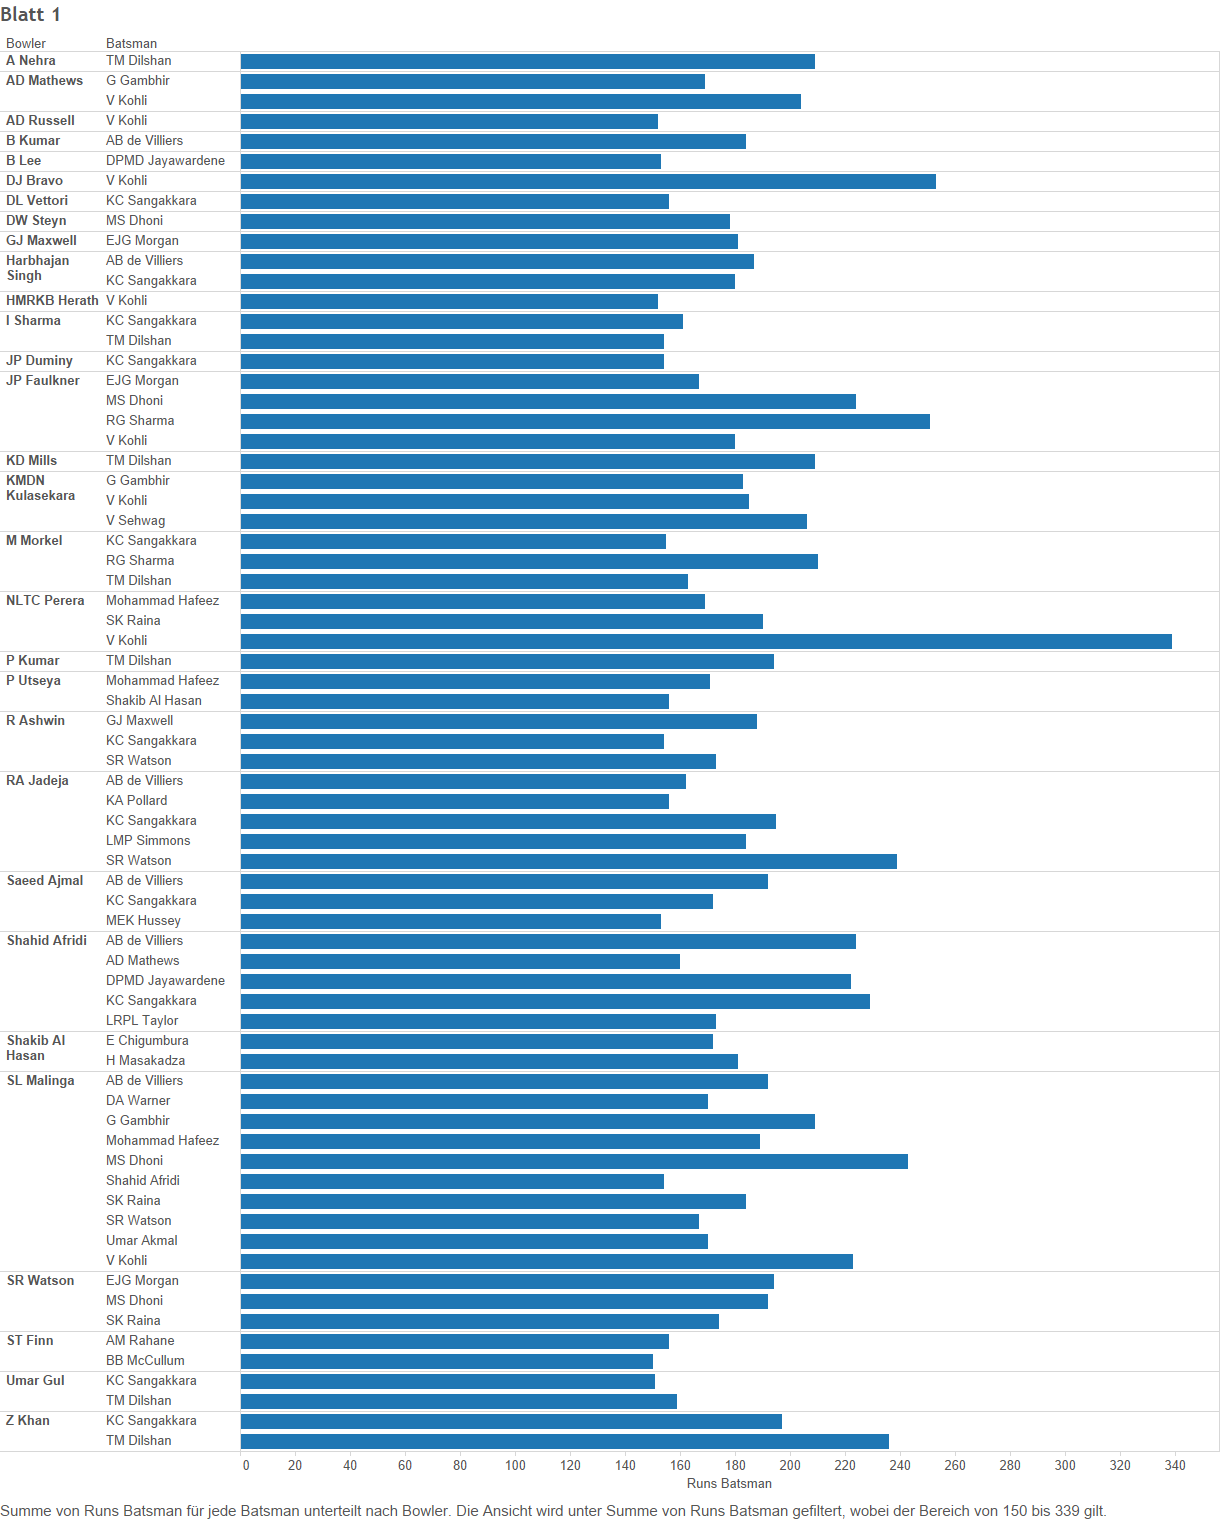 Blatt 1
Bowler Batsman
A Nehra TM Dilshan
AD Mathews G Gambhir
V Kohli
AD Russell V Kohli
B Kumar AB de Villiers
B Lee DPMD Jayawardene
DJ Bravo V Kohli
DL Vettori KC Sangakkara
DW Steyn MS Dhoni
GJ Maxwell EJG Morgan
Harbhajan AB de Villiers
Singh KC Sangakkara
HMRKB Herath V Kohli
I Sharma KC Sangakkara
TM Dilshan
JP Duminy KC Sangakkara
JP Faulkner EJG Morgan
MS Dhoni
RG Sharma
V Kohli
KD Mills TM Dilshan
KMDN G Gambhir
Kulasekara V Kohli
V Sehwag
M Morkel KC Sangakkara
RG Sharma
TM Dilshan
NLTC Perera Mohammad Hafeez
SK Raina
V Kohli
P Kumar TM Dilshan
P Utseya Mohammad Hafeez
Shakib Al Hasan
R Ashwin GJ Maxwell
KC Sangakkara
SR Watson
RA Jadeja AB de Villiers
KA Pollard
KC Sangakkara
LMP Simmons
SR Watson
Saeed Ajmal AB de Villiers
KC Sangakkara
MEK Hussey
Shahid Afridi AB de Villiers
AD Mathews
DPMD Jayawardene
KC Sangakkara
LRPL Taylor
Shakib Al E Chigumbura
Hasan H Masakadza
SL Malinga AB de Villiers
DA Warner
G Gambhir
Mohammad Hafeez
MS Dhoni
Shahid Afridi
SK Raina
SR Watson
Umar Akmal
V Kohli
SR Watson EJG Morgan
MS Dhoni
SK Raina
ST Finn AM Rahane
BB McCullum
Umar Gul KC Sangakkara
TM Dilshan
Z Khan KC Sangakkara
TM Dilshan
0 20 40 60 80 100 120 140 160 180 200 220 240 260 280 300 320 340
Runs Batsman
Summe von Runs Batsman für jede Batsman unterteilt nach Bowler. Die Ansicht wird unter Summe von Runs Batsman gefiltert, wobei der Bereich von 150 bis 339 gilt.